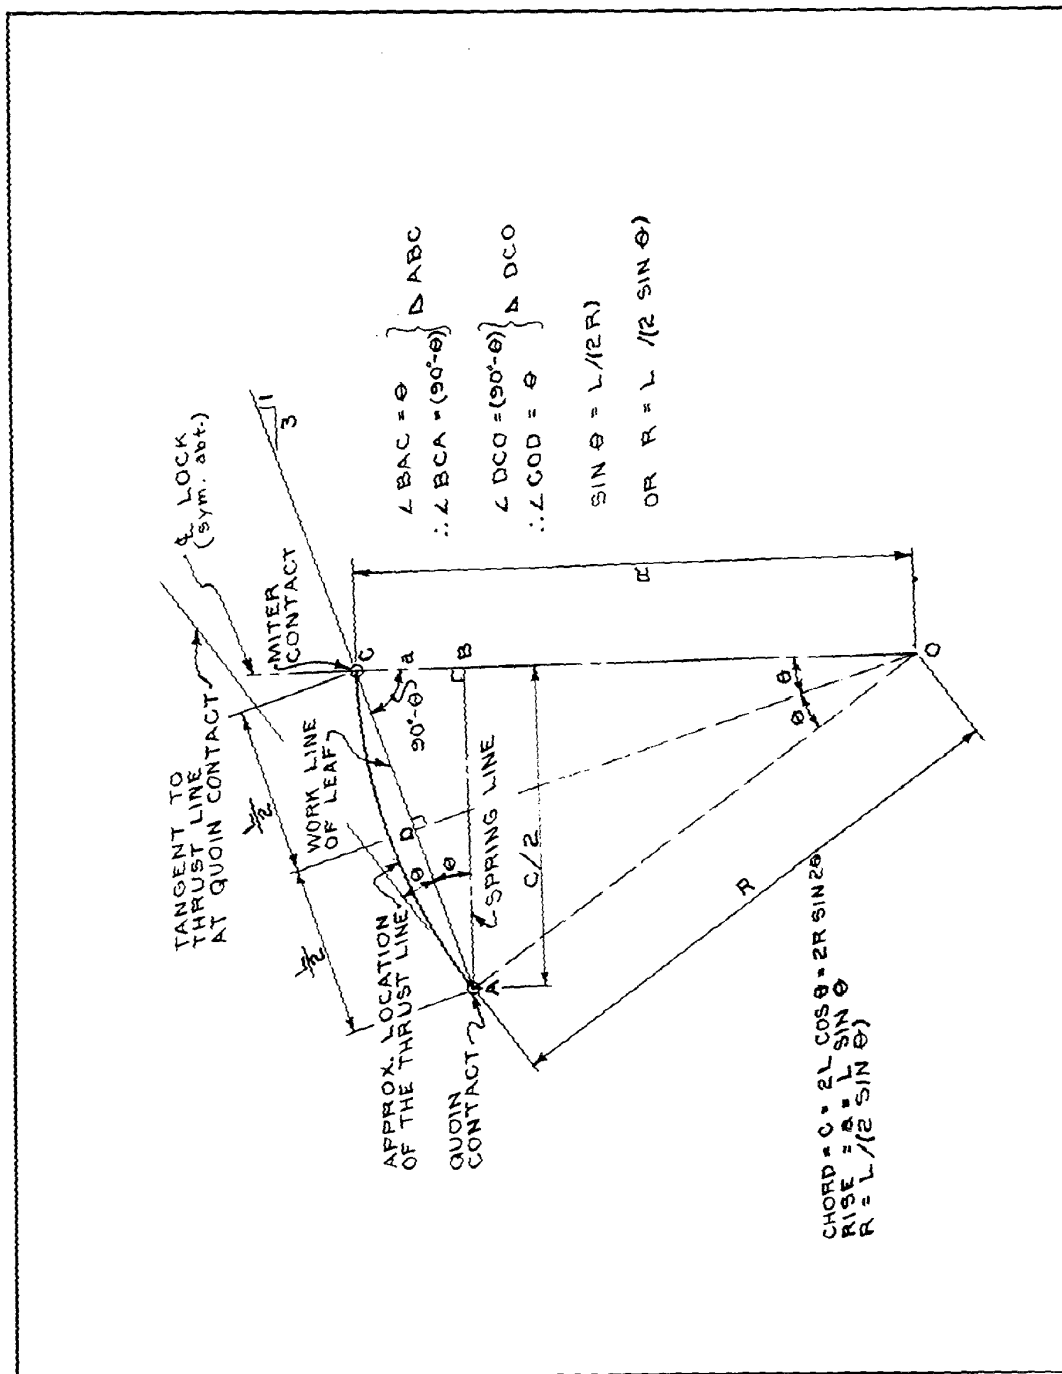 TANGENT TO
THRUST LINE
AT QUOIN CONTACT
℄ LOCK
(sym. abt.)
L/2
L/2
MITER
CONTACT
1
3
WORK LINE
OF LEAF
APPROX. LOCATION
OF THE THRUST LINE
QUOIN
CONTACT
C
a
90°-θ
D
θ
θ
B
A
SPRING LINE
C/2
R
R
θ
θ
O
∠ BAC = θ
∴ ∠ BCA = (90°-θ)
} Δ ABC
∠ DCO = (90°-θ)
∴ ∠ COD = θ
} Δ DCO
SIN θ = L/(2R)
OR R = L /(2 SIN θ)
CHORD = C = 2L COS θ = 2R SIN 2θ
RISE = a = L SIN θ
R = L /(2 SIN θ)